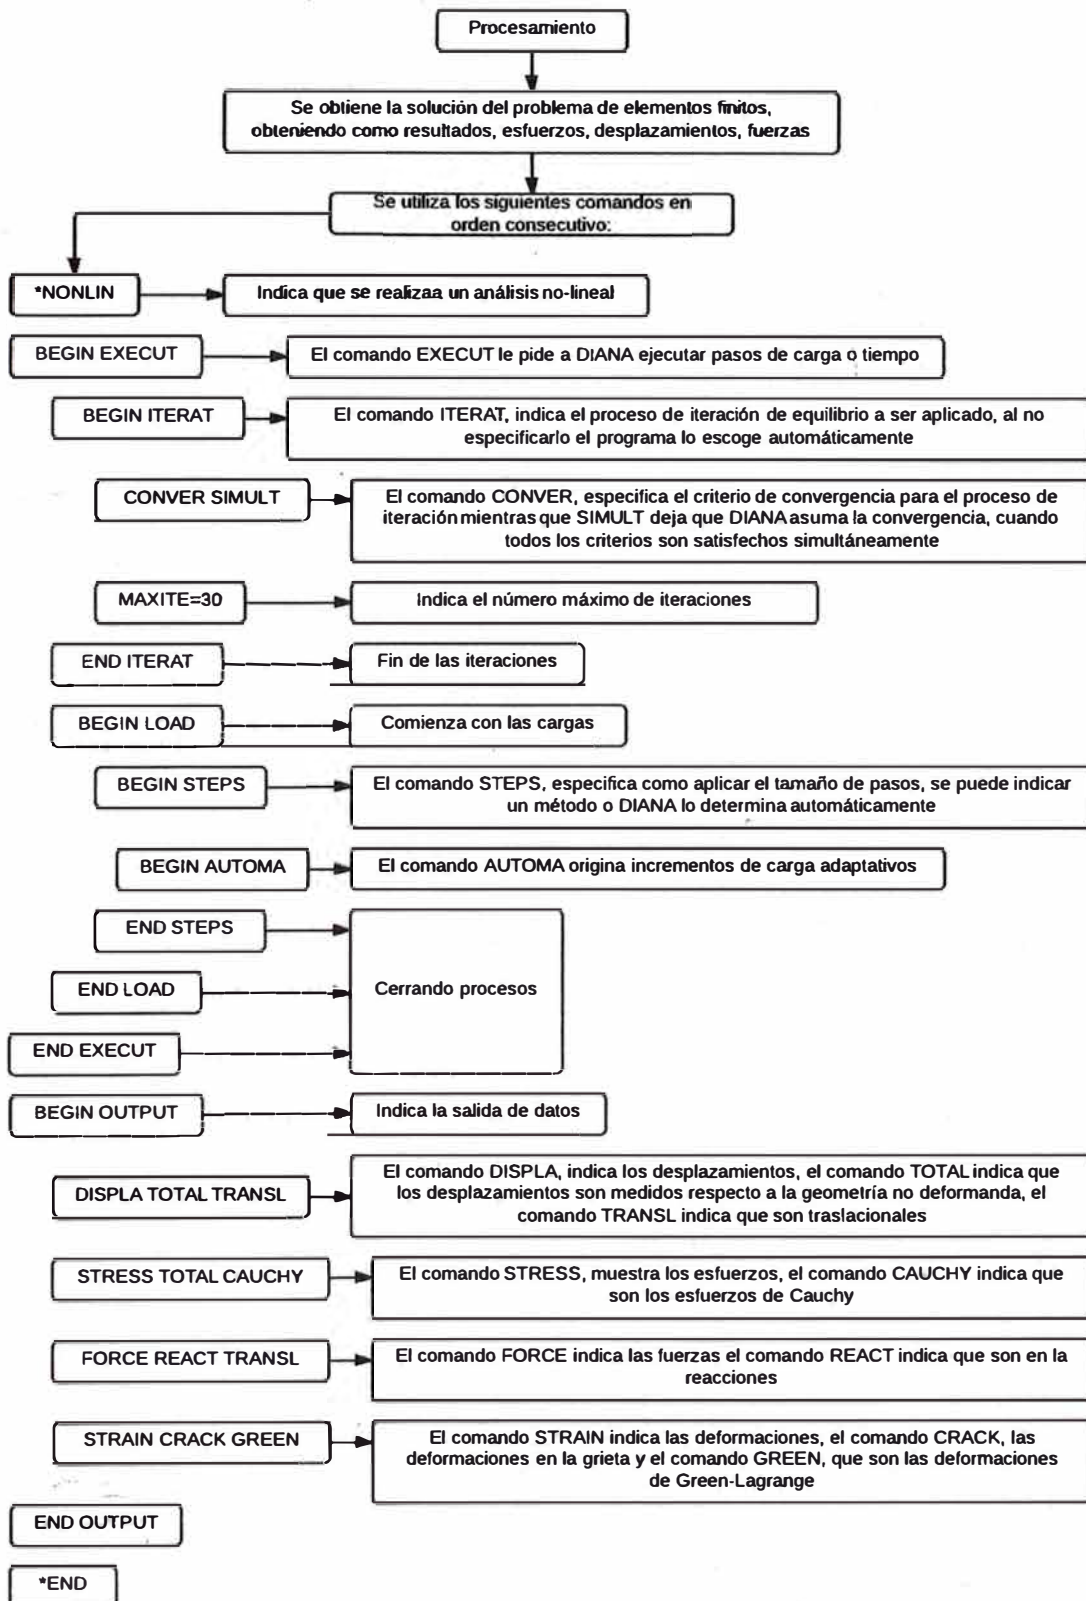 Procesamiento
Se obtiene la solución del problema de elementos finitos,
obteniendo como resultados, esfuerzos, desplazamientos, fuerzas
Se utiliza los siguientes comandos en
orden consecutivo:
*NONLIN
Indica que se realizaa un análisis no-lineal
BEGIN EXECUT
El comando EXECUT le pide a DIANA ejecutar pasos de carga o tiempo
BEGIN ITERAT
El comando ITERAT, indica el proceso de iteración de equilibrio a ser aplicado, al no
especificarlo el programa lo escoge automáticamente
CONVER SIMULT
El comando CONVER, especifica el criterio de convergencia para el proceso de
iteración mientras que SIMULT deja que DIANA asuma la convergencia, cuando
todos los criterios son satisfechos simultáneamente
MAXITE=30
Indica el número máximo de iteraciones
END ITERAT
Fin de las iteraciones
BEGIN LOAD
Comienza con las cargas
BEGIN STEPS
El comando STEPS, especifica como aplicar el tamaño de pasos, se puede indicar
un método o DIANA lo determina automáticamente
BEGIN AUTOMA
El comando AUTOMA origina incrementos de carga adaptativos
END STEPS
END LOAD
Cerrando procesos
END EXECUT
BEGIN OUTPUT
Indica la salida de datos
DISPLA TOTAL TRANSL
El comando DISPLA, indica los desplazamientos, el comando TOTAL indica que
los desplazamientos son medidos respecto a la geometría no deformanda, el
comando TRANSL indica que son traslacionales
STRESS TOTAL CAUCHY
El comando STRESS, muestra los esfuerzos, el comando CAUCHY indica que
son los esfuerzos de Cauchy
FORCE REACT TRANSL
El comando FORCE indica las fuerzas el comando REACT indica que son en la
reacciones
STRAIN CRACK GREEN
El comando STRAIN indica las deformaciones, el comando CRACK, las
deformaciones en la grieta y el comando GREEN, que son las deformaciones
de Green-Lagrange
END OUTPUT
*END